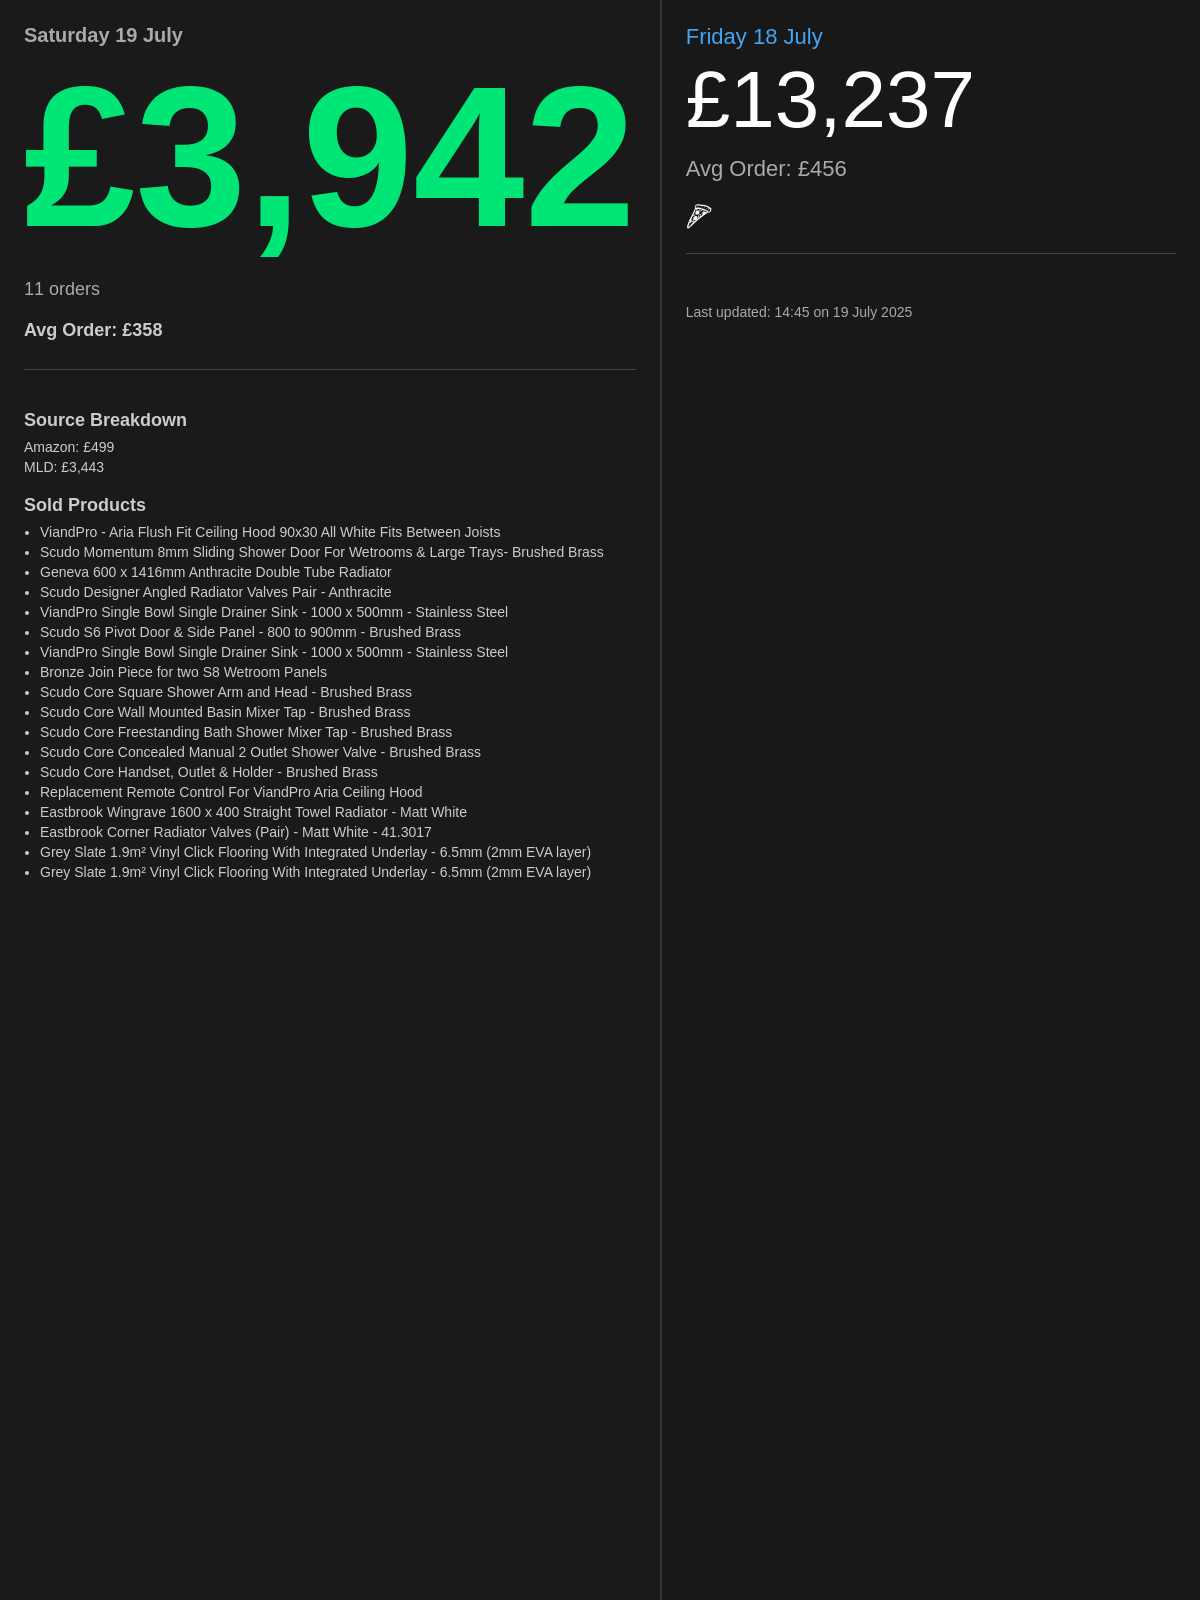 Saturday 19 July
£3,942
11 orders
Avg Order: £358
Source Breakdown
Amazon: £499
MLD: £3,443
Sold Products
• ViandPro - Aria Flush Fit Ceiling Hood 90x30 All White Fits Between Joists
• Scudo Momentum 8mm Sliding Shower Door For Wetrooms & Large Trays- Brushed Brass
• Geneva 600 x 1416mm Anthracite Double Tube Radiator
• Scudo Designer Angled Radiator Valves Pair - Anthracite
• ViandPro Single Bowl Single Drainer Sink - 1000 x 500mm - Stainless Steel
• Scudo S6 Pivot Door & Side Panel - 800 to 900mm - Brushed Brass
• ViandPro Single Bowl Single Drainer Sink - 1000 x 500mm - Stainless Steel
• Bronze Join Piece for two S8 Wetroom Panels
• Scudo Core Square Shower Arm and Head - Brushed Brass
• Scudo Core Wall Mounted Basin Mixer Tap - Brushed Brass
• Scudo Core Freestanding Bath Shower Mixer Tap - Brushed Brass
• Scudo Core Concealed Manual 2 Outlet Shower Valve - Brushed Brass
• Scudo Core Handset, Outlet & Holder - Brushed Brass
• Replacement Remote Control For ViandPro Aria Ceiling Hood
• Eastbrook Wingrave 1600 x 400 Straight Towel Radiator - Matt White
• Eastbrook Corner Radiator Valves (Pair) - Matt White - 41.3017
• Grey Slate 1.9m² Vinyl Click Flooring With Integrated Underlay - 6.5mm (2mm EVA layer)
• Grey Slate 1.9m² Vinyl Click Flooring With Integrated Underlay - 6.5mm (2mm EVA layer)
Friday 18 July
£13,237
Avg Order: £456
🍕
Last updated: 14:45 on 19 July 2025